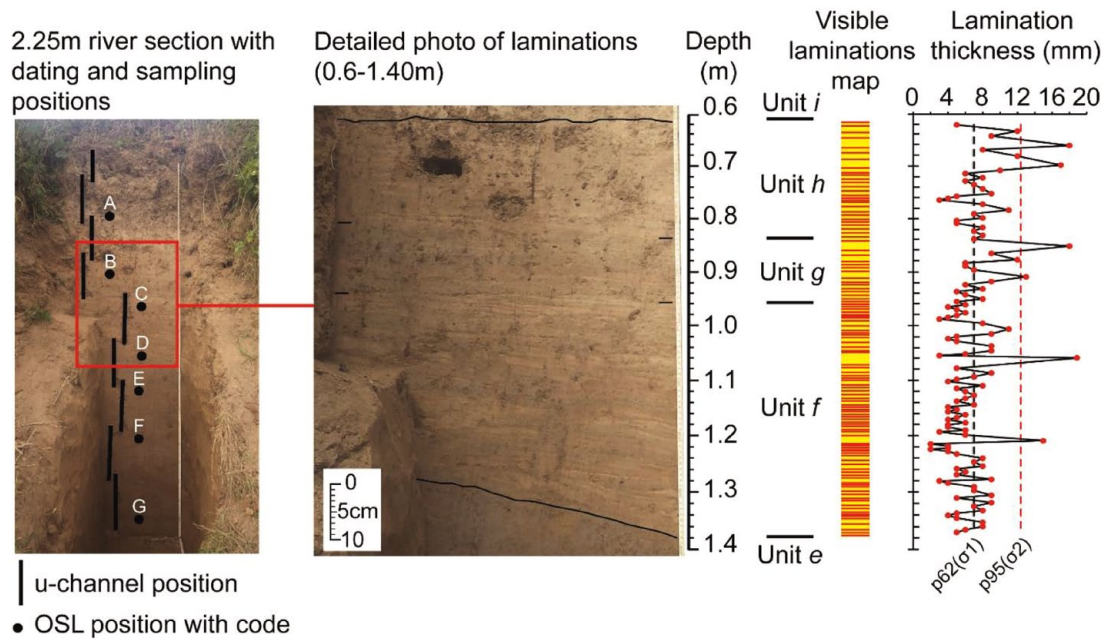 2.25m river section with
dating and sampling
positions
A
B
C
D
E
F
G
u-channel position
OSL position with code
Detailed photo of laminations
(0.6-1.40m)
0
5cm
10
Depth
(m)
0.6
0.7
0.8
0.9
1.0
1.1
1.2
1.3
1.4
Unit i
Unit h
Unit g
Unit f
Unit e
Visible
laminations
map
Lamination
thickness (mm)
0 4 8 12 16 20
p62(σ1)
p95(σ2)